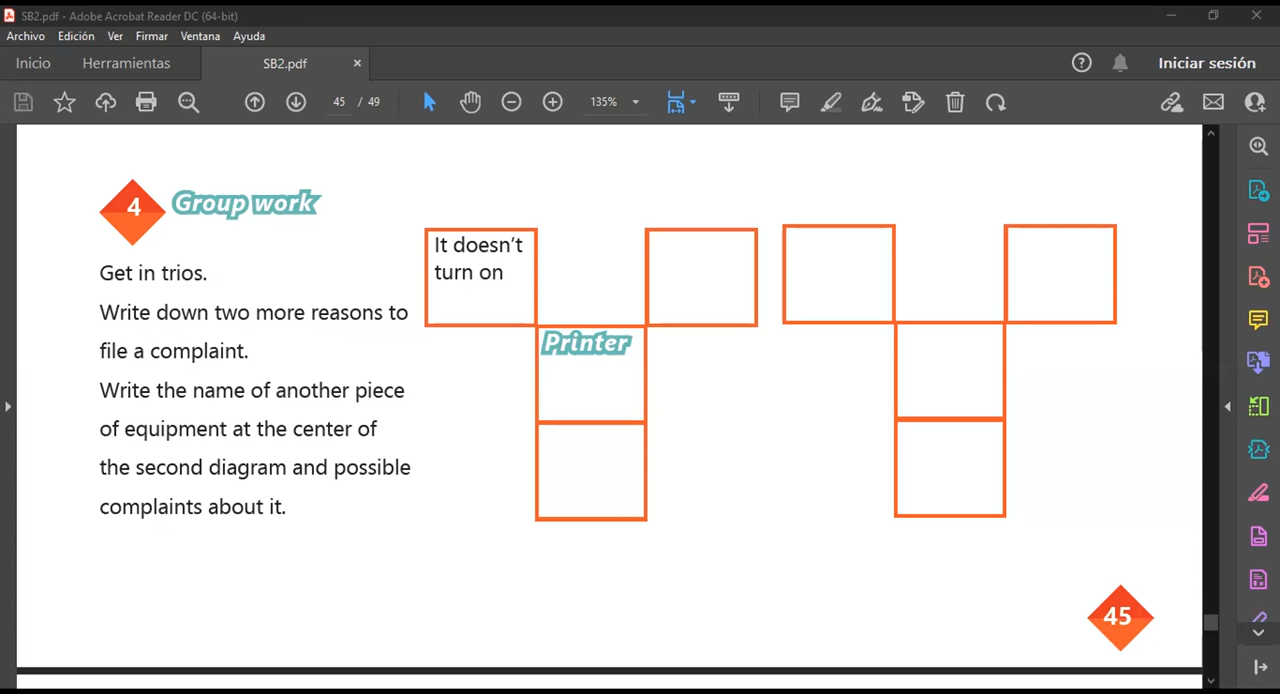 SB2.pdf - Adobe Acrobat Reader DC (64-bit)
Archivo Edición Ver Firmar Ventana Ayuda
Inicio Herramientas SB2.pdf × Iniciar sesión
45 / 49 135%
4 Group work
Get in trios.
Write down two more reasons to
file a complaint.
Write the name of another piece
of equipment at the center of
the second diagram and possible
complaints about it.
It doesn't
turn on
Printer
45